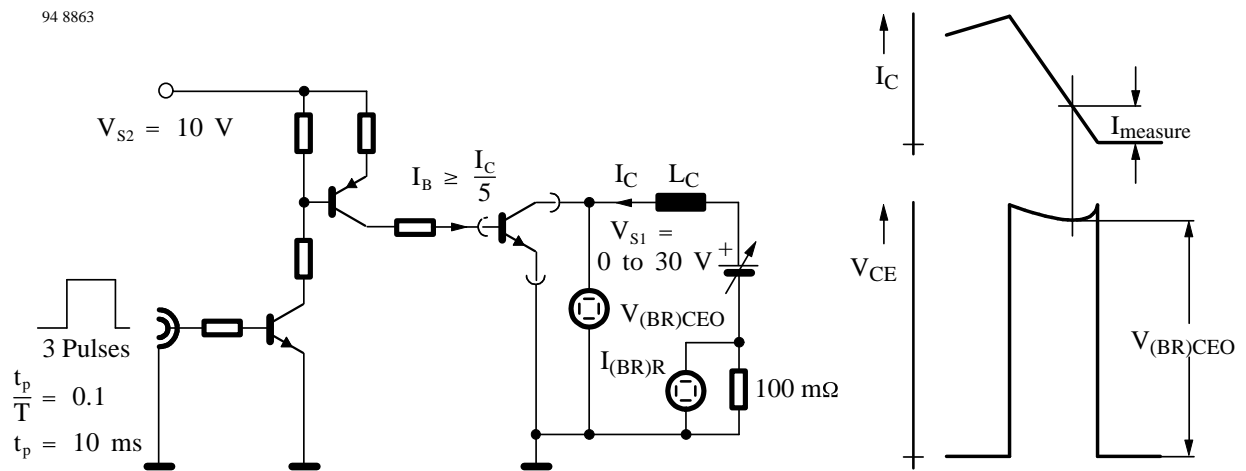 94 8863
V_S2 = 10 V
I_B ≥ I_C/5
I_C
L_C
V_S1 =
0 to 30 V
+
V_(BR)CEO
I_(BR)R
100 mΩ
3 Pulses
t_p/T = 0.1
t_p = 10 ms
I_C
I_measure
V_CE
V_(BR)CEO